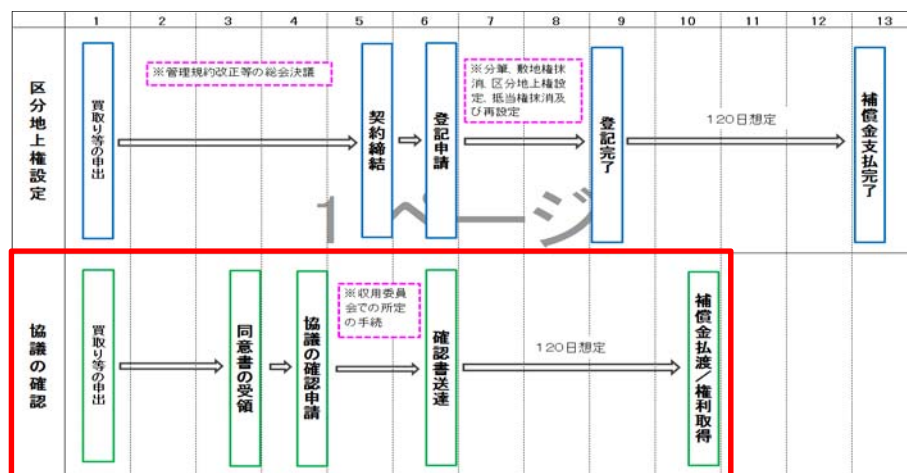 1 2 3 4 5 6 7 8 9 10 11 12 13
区分地上権設定
買取り等の申出
※管理規約改正等の総会決議
契約締結
登記申請
※分筆、敷地権抹
消、区分地上権設
定、抵当権抹消及
び再設定
登記完了
120日想定
補償金支払完了
1 ページ
協議の確認
買取り等の申出
同意書の受領
協議の確認申請
※収用委員
会での所定
の手続
確認書送達
120日想定
補償金払渡/権利取得